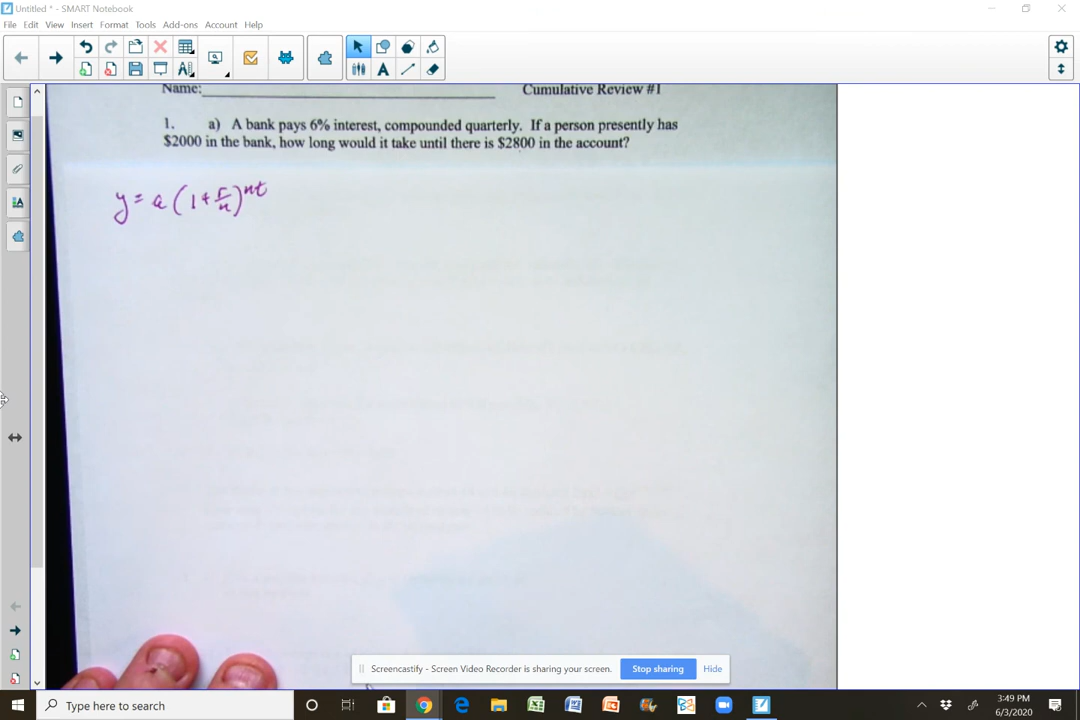 Untitled * - SMART Notebook
File Edit View Insert Format Tools Add-ons Account Help
Name:
Cumulative Review #1
1. a) A bank pays 6% interest, compounded quarterly. If a person presently has
$2000 in the bank, how long would it take until there is $2800 in the account?
y = a (1 + r/n)^nt
Screencastify - Screen Video Recorder is sharing your screen.
Stop sharing
Hide
Type here to search
3:49 PM
6/3/2020